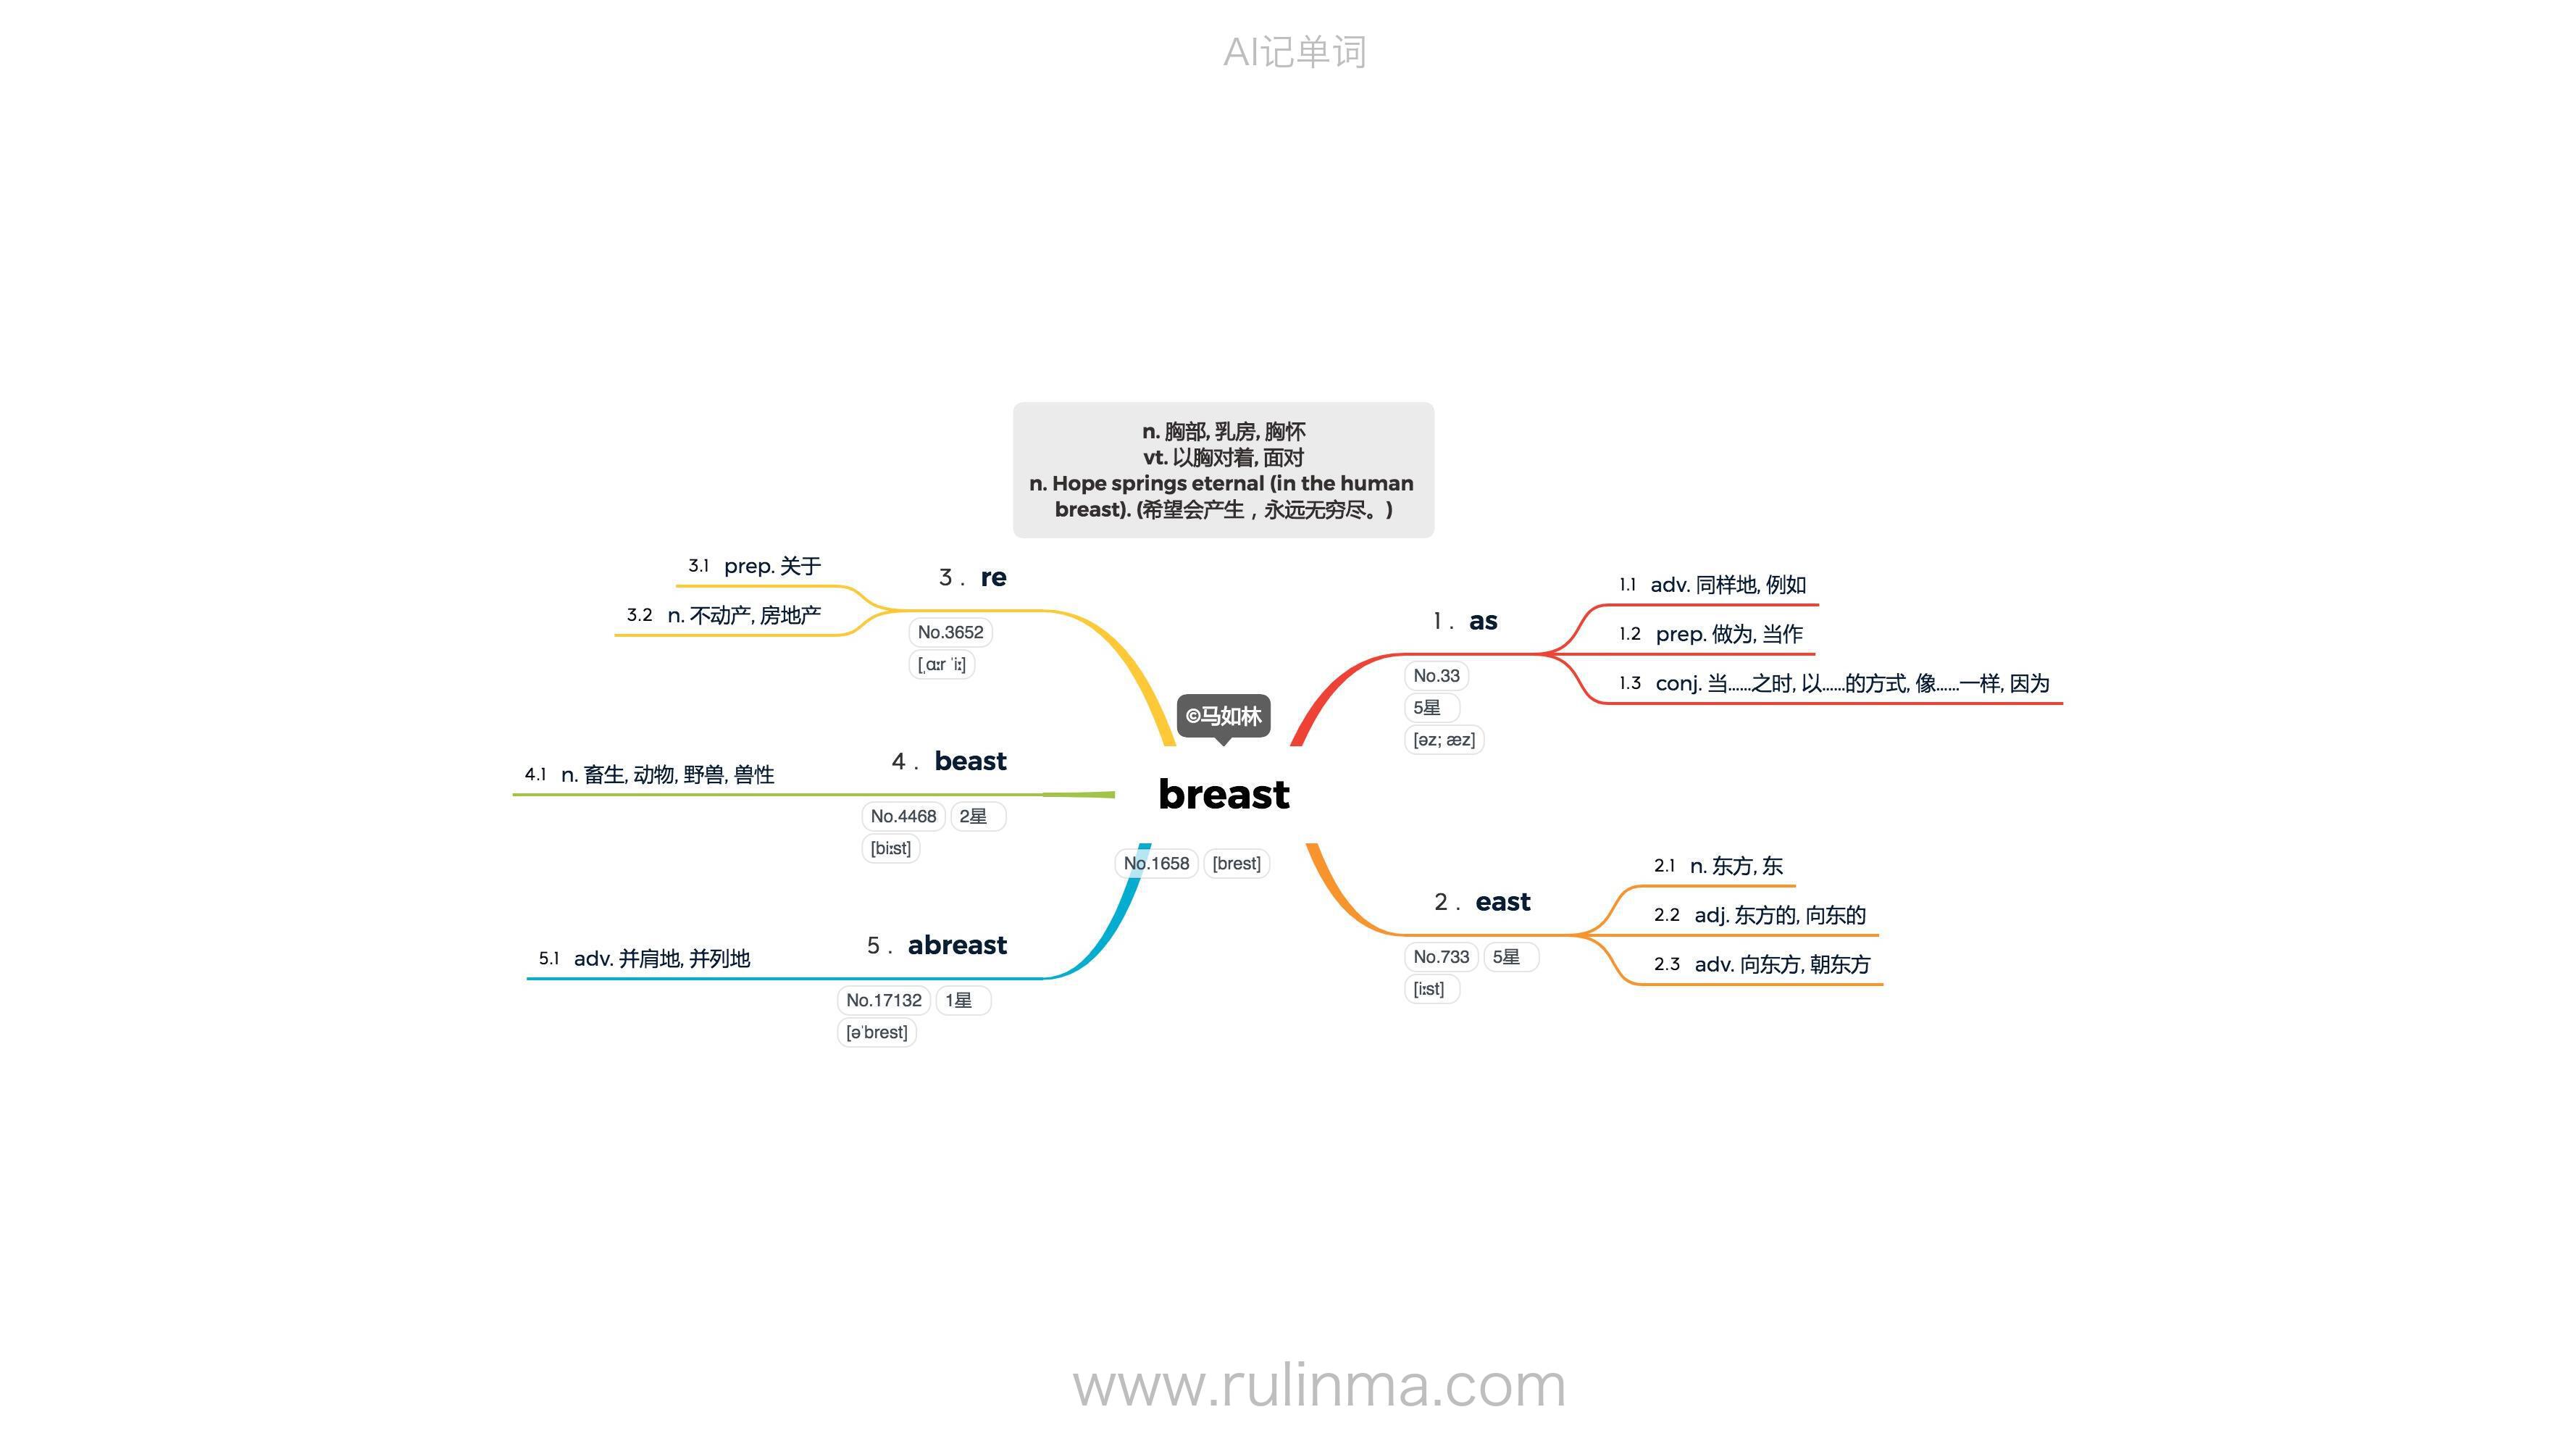 AI记单词
n. 胸部, 乳房, 胸怀
vt. 以胸对着, 面对
n. Hope springs eternal (in the human
breast). (希望会产生，永远无穷尽。)
©马如林
breast
No.1658 [brest]
1. as
No.33
5星
[əz; æz]
1.1 adv. 同样地, 例如
1.2 prep. 做为, 当作
1.3 conj. 当……之时, 以……的方式, 像……一样, 因为
2. east
No.733 5星
[iːst]
2.1 n. 东方, 东
2.2 adj. 东方的, 向东的
2.3 adv. 向东方, 朝东方
3. re
No.3652
[ˌɑːr ˈiː]
3.1 prep. 关于
3.2 n. 不动产, 房地产
4. beast
No.4468 2星
[biːst]
4.1 n. 畜生, 动物, 野兽, 兽性
5. abreast
No.17132 1星
[əˈbrest]
5.1 adv. 并肩地, 并列地
www.rulinma.com